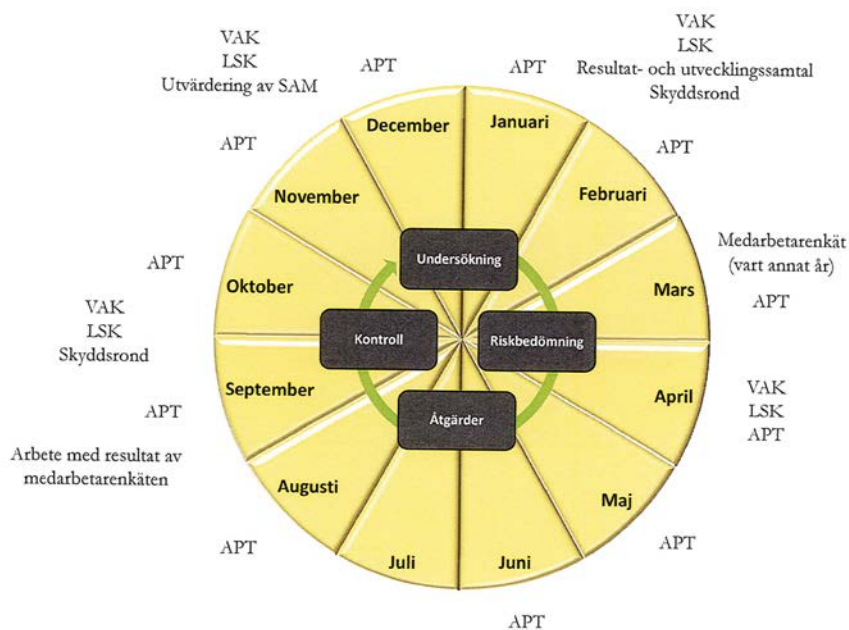 VAK
LSK
Utvärdering av SAM
APT
APT
VAK
LSK
Resultat- och utvecklingssamtal
Skyddsrond
APT
APT
December
Januari
November
Februari
Medarbetarenkät
(vart annat år)
APT
APT
Oktober
Mars
Undersökning
VAK
LSK
Skyddsrond
Kontroll
Riskbedömning
Åtgärder
September
April
VAK
LSK
APT
APT
Arbete med resultat av
medarbetarenkäten
Augusti
Maj
APT
Juli
Juni
APT
APT